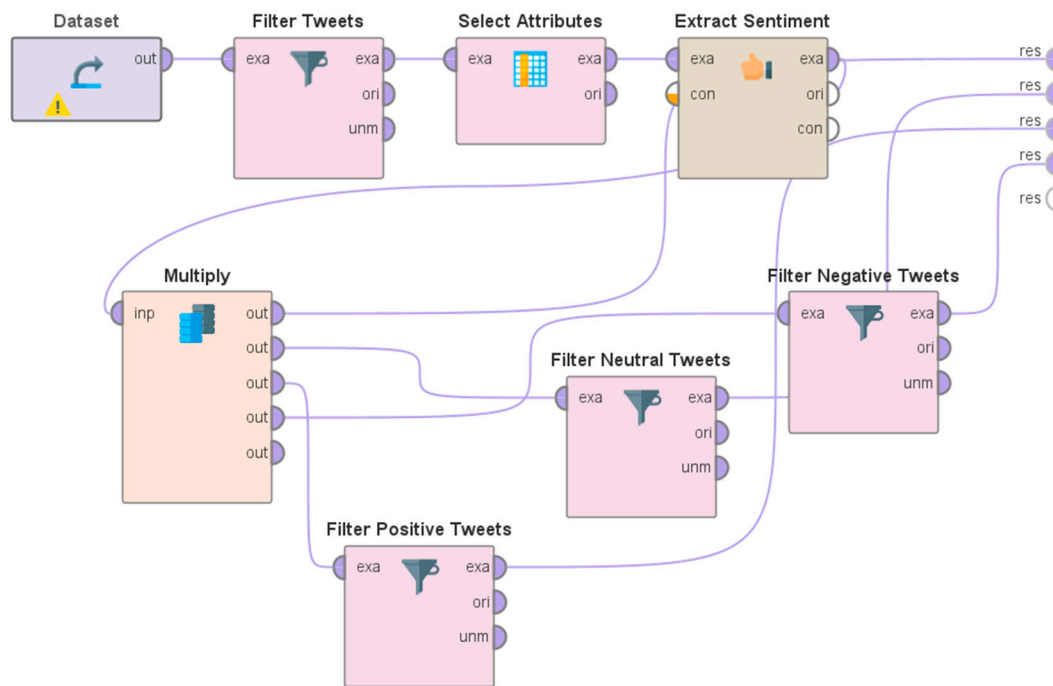 Dataset
out
Filter Tweets
exa
exa
ori
unm
Select Attributes
exa
exa
ori
Extract Sentiment
exa
con
exa
ori
con
res
res
res
res
res
Multiply
inp
out
out
out
out
out
Filter Negative Tweets
exa
exa
ori
unm
Filter Neutral Tweets
exa
exa
ori
unm
Filter Positive Tweets
exa
exa
ori
unm